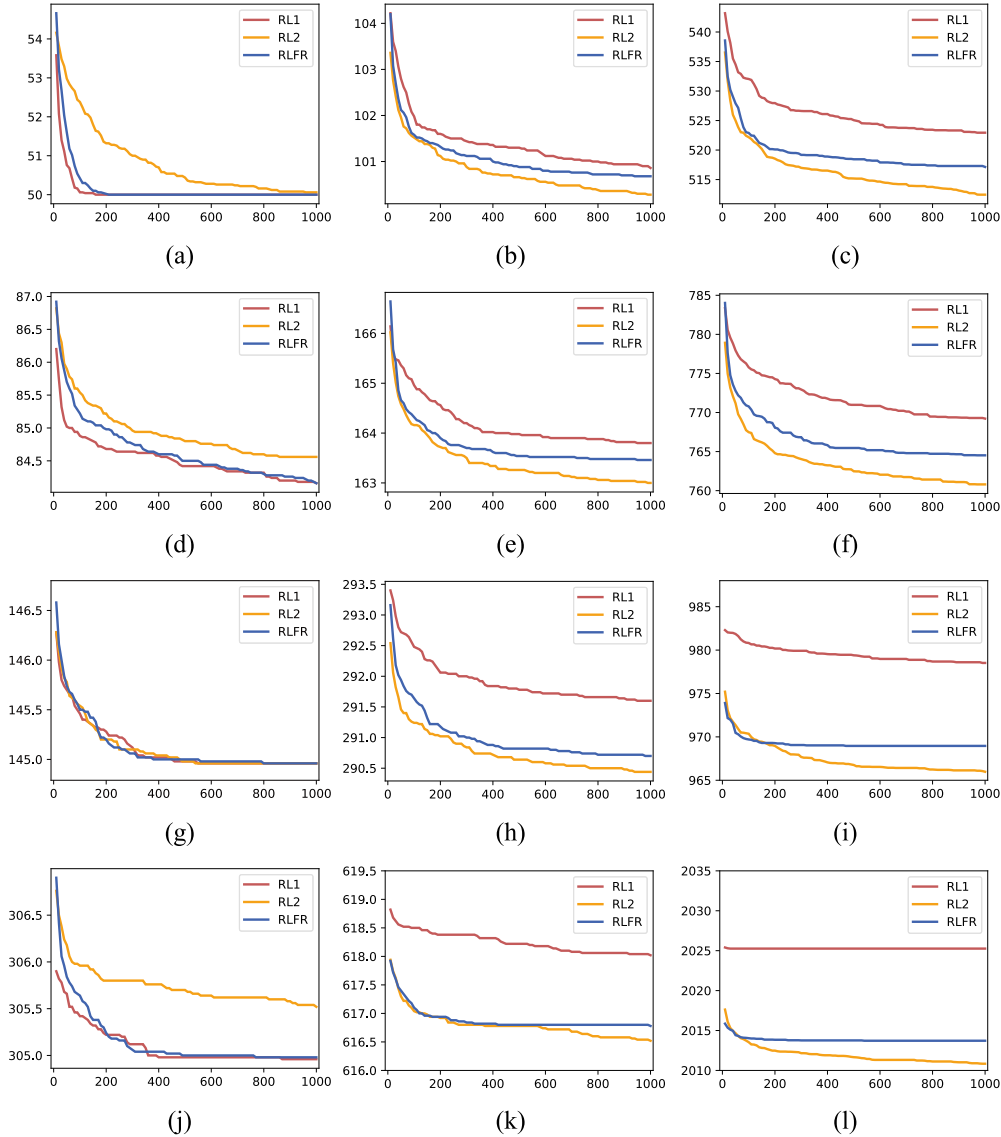 54
53
52
51
50
0 200 400 600 800 1000
RL1
RL2
RLFR
(a)
104
103
102
101
0 200 400 600 800 1000
RL1
RL2
RLFR
(b)
540
535
530
525
520
515
0 200 400 600 800 1000
RL1
RL2
RLFR
(c)
87.0
86.5
86.0
85.5
85.0
84.5
0 200 400 600 800 1000
RL1
RL2
RLFR
(d)
166
165
164
163
0 200 400 600 800 1000
RL1
RL2
RLFR
(e)
785
780
775
770
765
760
0 200 400 600 800 1000
RL1
RL2
RLFR
(f)
146.5
146.0
145.5
145.0
0 200 400 600 800 1000
RL1
RL2
RLFR
(g)
293.5
293.0
292.5
292.0
291.5
291.0
290.5
0 200 400 600 800 1000
RL1
RL2
RLFR
(h)
985
980
975
970
965
0 200 400 600 800 1000
RL1
RL2
RLFR
(i)
306.5
306.0
305.5
305.0
0 200 400 600 800 1000
RL1
RL2
RLFR
(j)
619.5
619.0
618.5
618.0
617.5
617.0
616.5
616.0
0 200 400 600 800 1000
RL1
RL2
RLFR
(k)
2035
2030
2025
2020
2015
2010
0 200 400 600 800 1000
RL1
RL2
RLFR
(l)